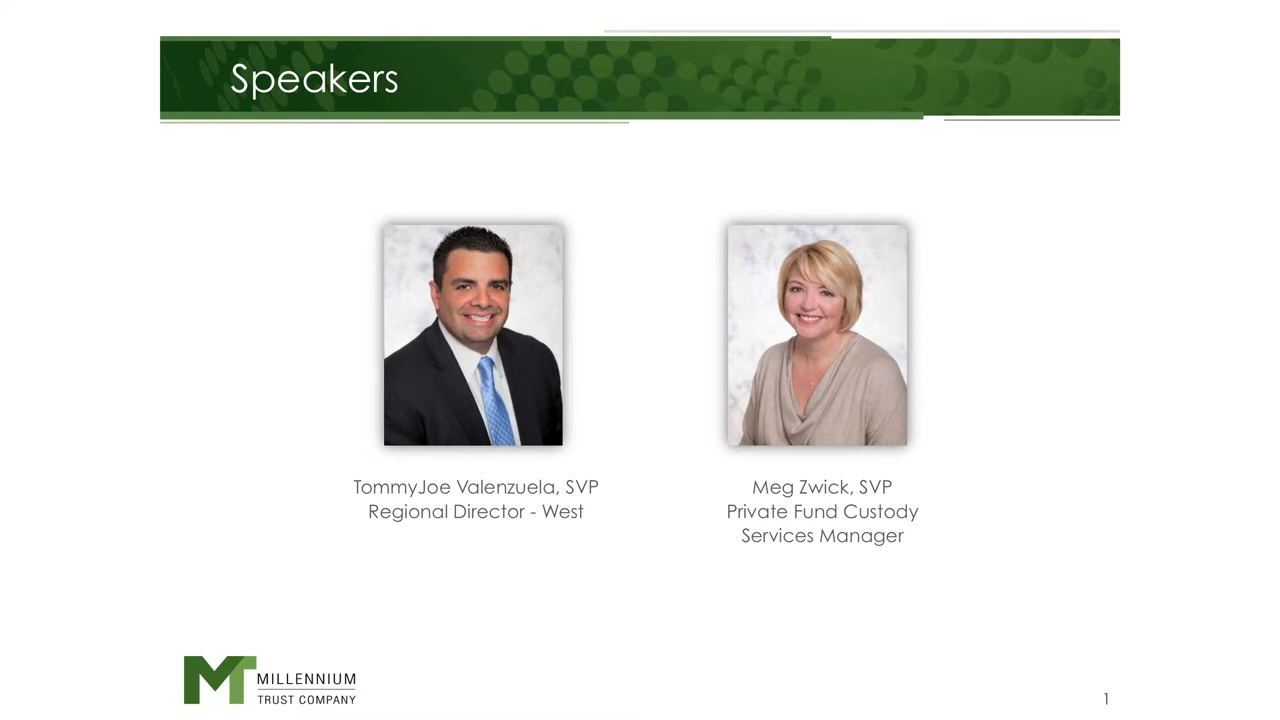 Speakers
TommyJoe Valenzuela, SVP
Regional Director - West
Meg Zwick, SVP
Private Fund Custody
Services Manager
MT MILLENNIUM
TRUST COMPANY
1